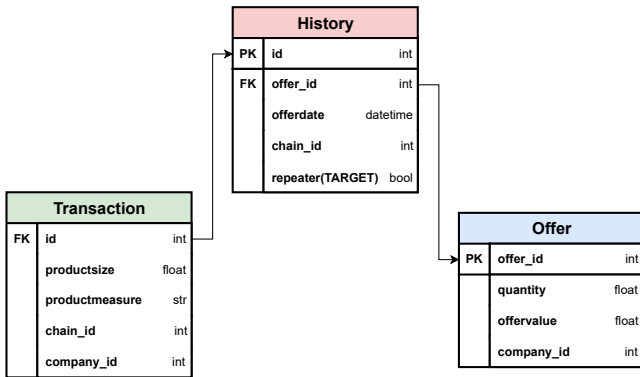 History
PK id int
FK offer_id int
offerdate datetime
chain_id int
repeater(TARGET) bool
Transaction
FK id int
productsize float
productmeasure str
chain_id int
company_id int
Offer
PK offer_id int
quantity float
offervalue float
company_id int